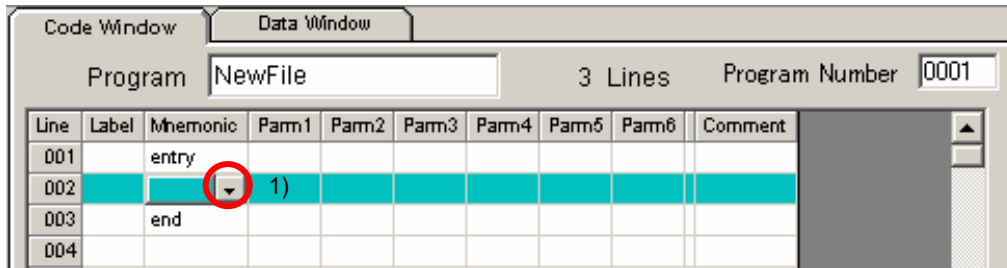 Code Window Data Window
Program NewFile 3 Lines Program Number 0001
Line Label Mnemonic Parm1 Parm2 Parm3 Parm4 Parm5 Parm6 Comment
001 entry
002 1)
003 end
004